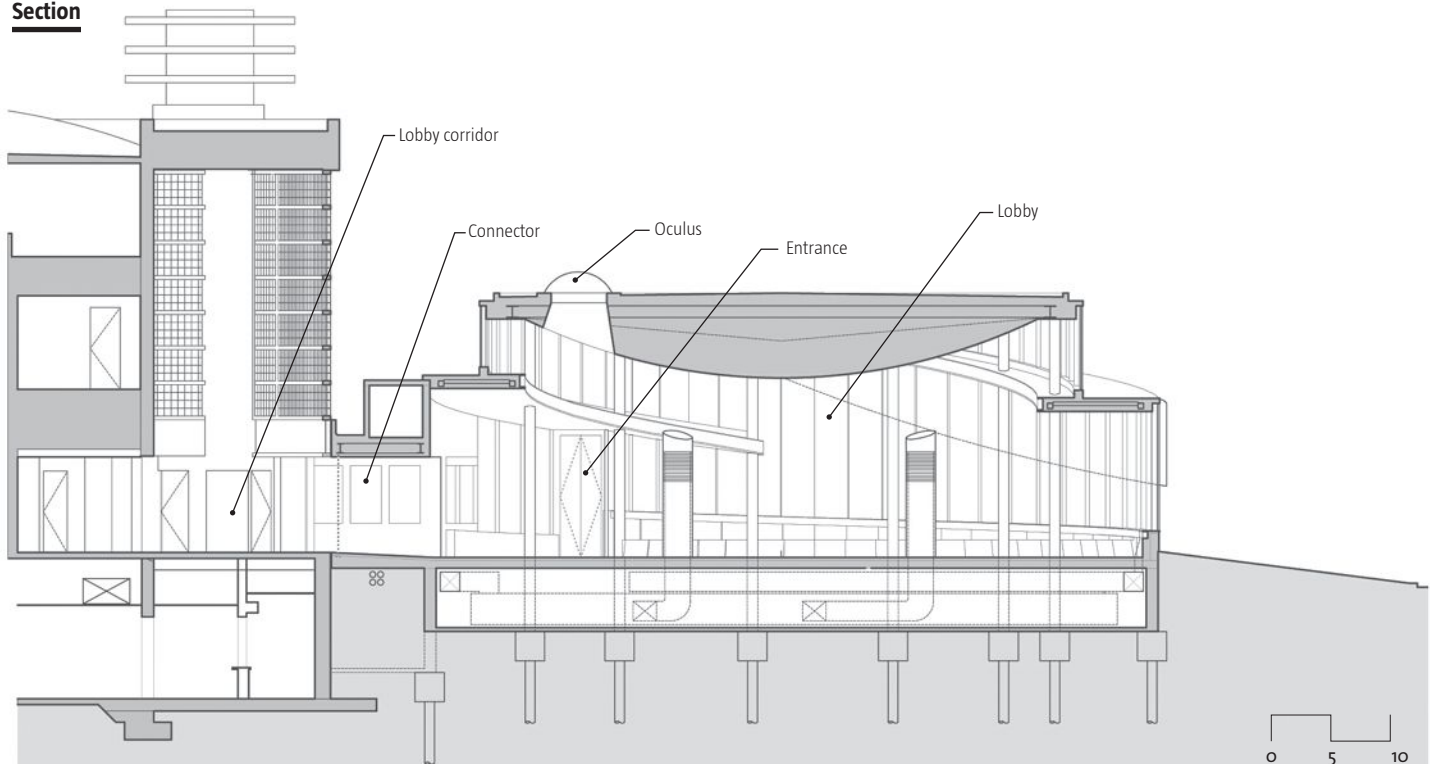 Section
Lobby corridor
Connector
Oculus
Entrance
Lobby
0 5 10